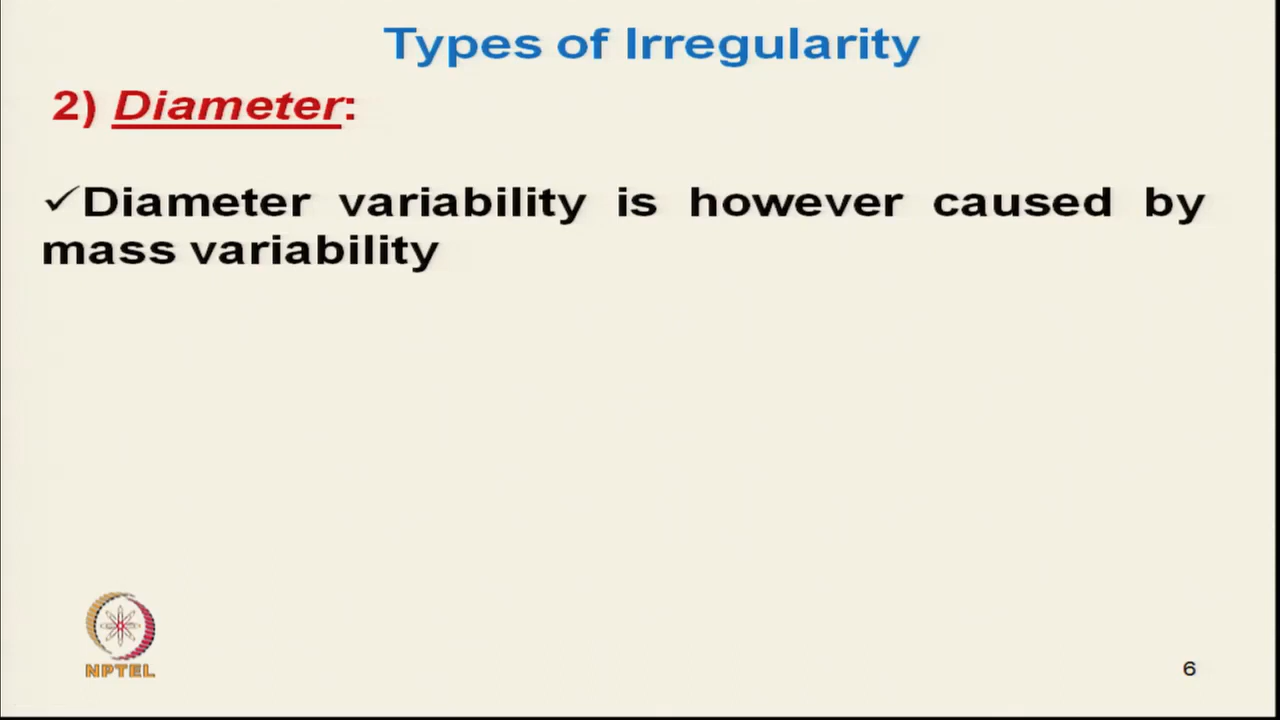 Types of Irregularity
2) Diameter:
✓Diameter variability is however caused by
mass variability
NPTEL
6